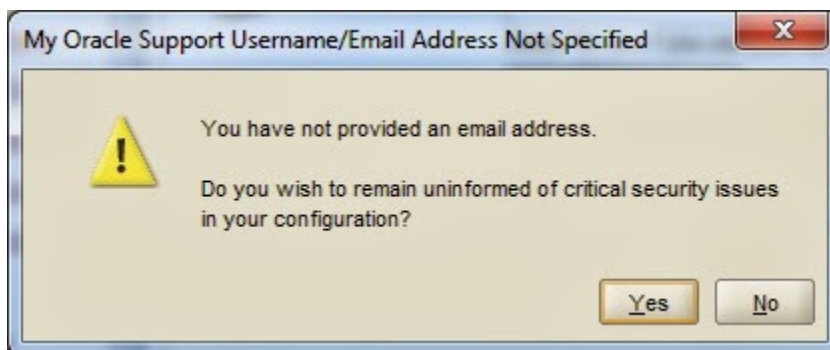 My Oracle Support Username/Email Address Not Specified
You have not provided an email address.
Do you wish to remain uninformed of critical security issues
in your configuration?
Yes
No